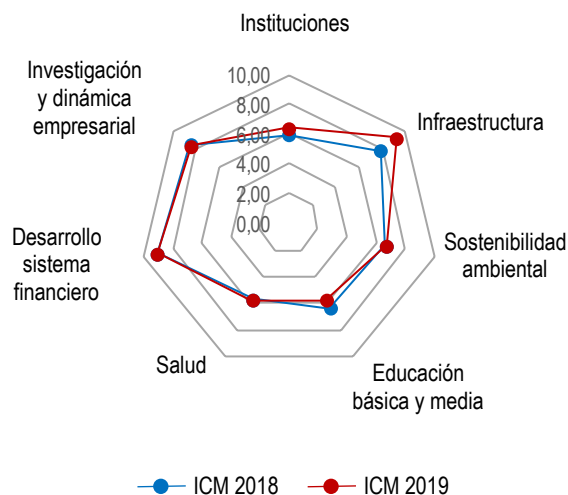 Instituciones
Investigación
y dinámica
empresarial
10,00
8,00
6,00
4,00
2,00
0,00
Infraestructura
Desarrollo
sistema
financiero
Sostenibilidad
ambiental
Salud
Educación
básica y media
ICM 2018
ICM 2019